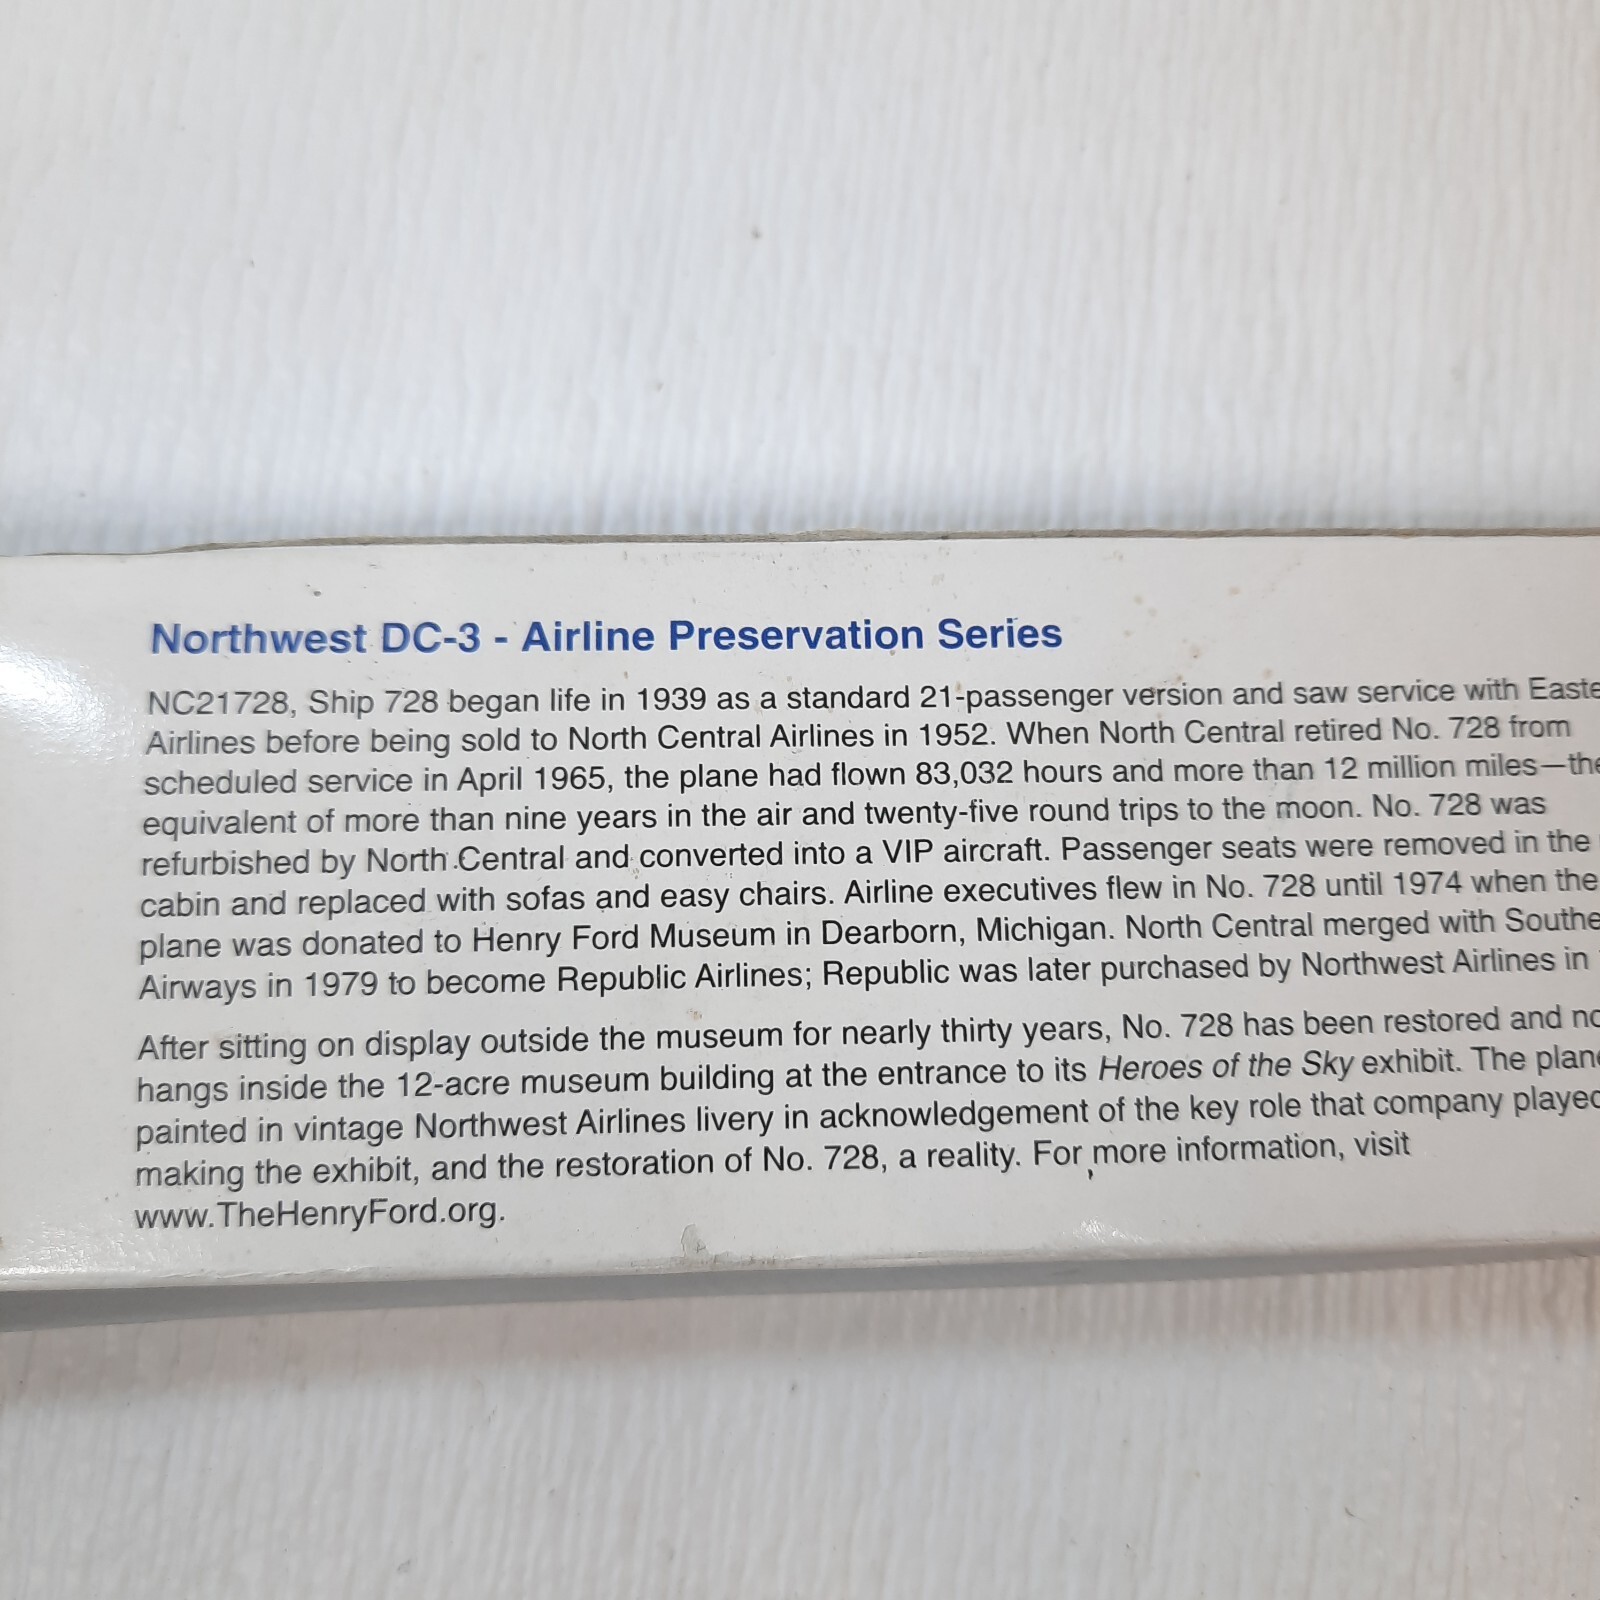 Northwest DC-3 - Airline Preservation Series
NC21728, Ship 728 began life in 1939 as a standard 21-passenger version and saw service with Easte
Airlines before being sold to North Central Airlines in 1952. When North Central retired No. 728 from
scheduled service in April 1965, the plane had flown 83,032 hours and more than 12 million miles—the
equivalent of more than nine years in the air and twenty-five round trips to the moon. No. 728 was
refurbished by North Central and converted into a VIP aircraft. Passenger seats were removed in the
cabin and replaced with sofas and easy chairs. Airline executives flew in No. 728 until 1974 when the
plane was donated to Henry Ford Museum in Dearborn, Michigan. North Central merged with Southe
Airways in 1979 to become Republic Airlines; Republic was later purchased by Northwest Airlines in
After sitting on display outside the museum for nearly thirty years, No. 728 has been restored and no
hangs inside the 12-acre museum building at the entrance to its Heroes of the Sky exhibit. The plane
painted in vintage Northwest Airlines livery in acknowledgement of the key role that company played
making the exhibit, and the restoration of No. 728, a reality. For more information, visit
www.TheHenryFord.org.